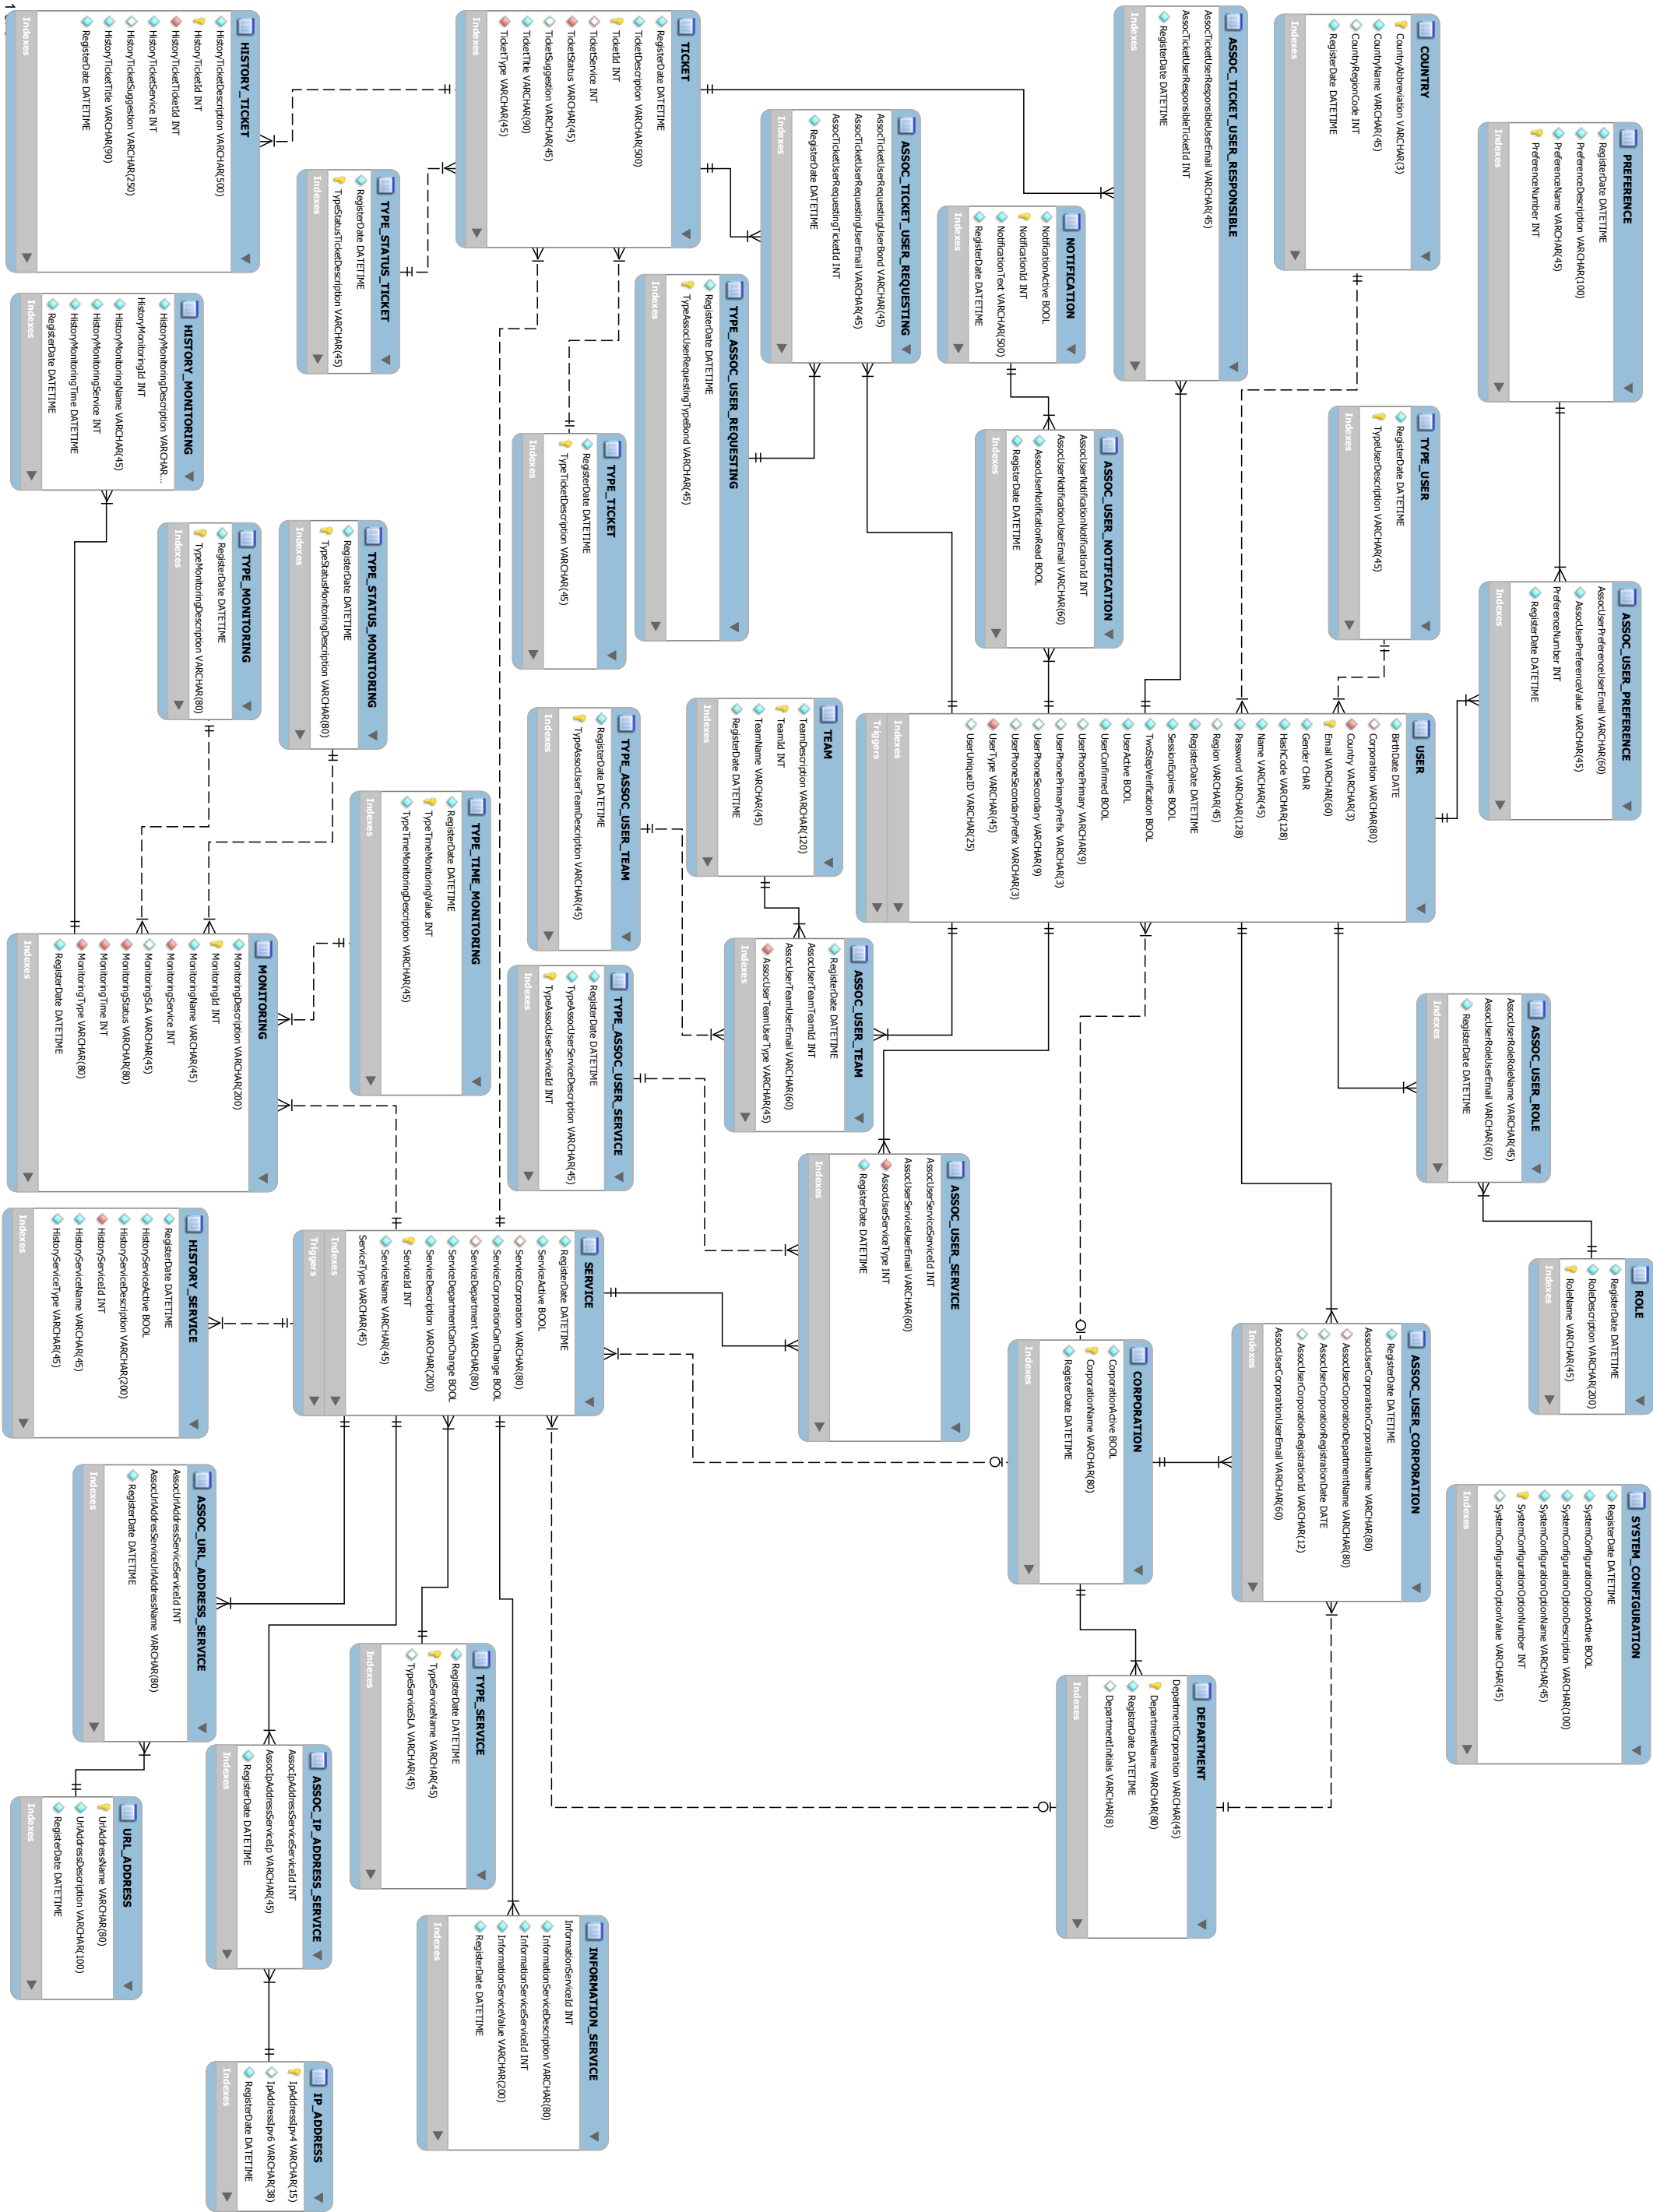 PREFERENCE
RegisterDate DATETIME
PreferenceDescription VARCHAR(100)
PreferenceName VARCHAR(45)
PreferenceNumber INT
Indexes
ASSOC_USER_PREFERENCE
AssocUserPreferenceUserEmail VARCHAR(60)
AssocUserPreferenceValue VARCHAR(45)
PreferenceNumber INT
RegisterDate DATETIME
Indexes
ROLE
RegisterDate DATETIME
RoleDescription VARCHAR(200)
RoleName VARCHAR(45)
Indexes
SYSTEM_CONFIGURATION
RegisterDate DATETIME
SystemConfigurationOptionActive BOOL
SystemConfigurationOptionDescription VARCHAR(100)
SystemConfigurationOptionName VARCHAR(45)
SystemConfigurationOptionNumber INT
SystemConfigurationOptionValue VARCHAR(45)
Indexes
COUNTRY
CountryAbbreviation VARCHAR(3)
CountryName VARCHAR(45)
CountryRegionCode INT
RegisterDate DATETIME
Indexes
TYPE_USER
RegisterDate DATETIME
TypeUserDescription VARCHAR(45)
Indexes
ASSOC_USER_ROLE
AssocUserRoleRoleName VARCHAR(45)
AssocUserRoleUserEmail VARCHAR(60)
RegisterDate DATETIME
Indexes
USER
BirthDate DATE
Corporation VARCHAR(80)
Country VARCHAR(3)
Email VARCHAR(60)
Gender CHAR
HashCode VARCHAR(128)
Name VARCHAR(45)
Password VARCHAR(128)
Region VARCHAR(45)
RegisterDate DATETIME
SessionExpires BOOL
TwoStepVerification BOOL
UserActive BOOL
UserConfirmed BOOL
UserPhonePrimary VARCHAR(9)
UserPhonePrimaryPrefix VARCHAR(3)
UserPhoneSecondary VARCHAR(9)
UserPhoneSecondaryPrefix VARCHAR(3)
UserType VARCHAR(45)
UserUniqueID VARCHAR(25)
Indexes
Triggers
ASSOC_USER_CORPORATION
RegisterDate DATETIME
AssocUserCorporationCorporationName VARCHAR(80)
AssocUserCorporationDepartmentName VARCHAR(80)
AssocUserCorporationRegistrationDate DATE
AssocUserCorporationRegistrationId VARCHAR(12)
AssocUserCorporationUserEmail VARCHAR(60)
Indexes
ASSOC_TICKET_USER_RESPONSIBLE
AssocTicketUserResponsibleUserEmail VARCHAR(45)
AssocTicketUserResponsibleTicketId INT
RegisterDate DATETIME
Indexes
DEPARTMENT
DepartmentCorporation VARCHAR(45)
DepartmentName VARCHAR(80)
RegisterDate DATETIME
DepartmentInitials VARCHAR(8)
Indexes
CORPORATION
CorporationActive BOOL
CorporationName VARCHAR(80)
RegisterDate DATETIME
Indexes
ASSOC_USER_NOTIFICATION
AssocUserNotificationNotificationId INT
AssocUserNotificationUserEmail VARCHAR(60)
AssocUserNotificationRead BOOL
RegisterDate DATETIME
Indexes
NOTIFICATION
NotificationActive BOOL
NotificationId INT
NotificationText VARCHAR(500)
RegisterDate DATETIME
Indexes
ASSOC_USER_SERVICE
AssocUserServiceServiceId INT
AssocUserServiceUserEmail VARCHAR(60)
AssocUserServiceType INT
RegisterDate DATETIME
Indexes
ASSOC_TICKET_USER_REQUESTING
AssocTicketUserRequestingUserBond VARCHAR(45)
AssocTicketUserRequestingUserEmail VARCHAR(45)
AssocTicketUserRequestingTicketId INT
RegisterDate DATETIME
Indexes
ASSOC_USER_TEAM
RegisterDate DATETIME
AssocUserTeamTeamId INT
AssocUserTeamUserEmail VARCHAR(60)
AssocUserTeamUserType VARCHAR(45)
Indexes
TEAM
TeamDescription VARCHAR(120)
TeamId INT
TeamName VARCHAR(45)
RegisterDate DATETIME
Indexes
TYPE_ASSOC_USER_REQUESTING
RegisterDate DATETIME
TypeAssocUserRequestingTypeBond VARCHAR(45)
Indexes
TICKET
RegisterDate DATETIME
TicketDescription VARCHAR(500)
TicketId INT
TicketService INT
TicketStatus VARCHAR(45)
TicketSuggestion VARCHAR(45)
TicketTitle VARCHAR(90)
TicketType VARCHAR(45)
Indexes
TYPE_ASSOC_USER_TEAM
RegisterDate DATETIME
TypeAssocUserTeamDescription VARCHAR(45)
Indexes
TYPE_ASSOC_USER_SERVICE
RegisterDate DATETIME
TypeAssocUserServiceDescription VARCHAR(45)
TypeAssocUserServiceId INT
Indexes
TYPE_TICKET
RegisterDate DATETIME
TypeTicketDescription VARCHAR(45)
Indexes
SERVICE
RegisterDate DATETIME
ServiceActive BOOL
ServiceCorporation VARCHAR(80)
ServiceCorporationCanChange BOOL
ServiceDepartment VARCHAR(80)
ServiceDepartmentCanChange BOOL
ServiceDescription VARCHAR(200)
ServiceId INT
ServiceName VARCHAR(45)
ServiceType VARCHAR(45)
Indexes
Triggers
INFORMATION_SERVICE
InformationServiceId INT
InformationServiceDescription VARCHAR(80)
InformationServiceServiceId INT
InformationServiceValue VARCHAR(200)
RegisterDate DATETIME
Indexes
TYPE_SERVICE
RegisterDate DATETIME
TypeServiceName VARCHAR(45)
TypeServiceSLA VARCHAR(45)
Indexes
TYPE_TIME_MONITORING
RegisterDate DATETIME
TypeTimeMonitoringValue INT
TypeTimeMonitoringDescription VARCHAR(45)
Indexes
TYPE_STATUS_TICKET
RegisterDate DATETIME
TypeStatusTicketDescription VARCHAR(45)
Indexes
TYPE_STATUS_MONITORING
RegisterDate DATETIME
TypeStatusMonitoringDescription VARCHAR(80)
Indexes
ASSOC_IP_ADDRESS_SERVICE
AssocIpAddressServiceServiceId INT
AssocIpAddressServiceIp VARCHAR(45)
RegisterDate DATETIME
Indexes
IP_ADDRESS
IpAddressIpv4 VARCHAR(15)
IpAddressIpv6 VARCHAR(38)
RegisterDate DATETIME
Indexes
HISTORY_TICKET
HistoryTicketDescription VARCHAR(500)
HistoryTicketId INT
HistoryTicketTicketId INT
HistoryTicketService INT
HistoryTicketSuggestion VARCHAR(250)
HistoryTicketTitle VARCHAR(90)
RegisterDate DATETIME
Indexes
TYPE_MONITORING
RegisterDate DATETIME
TypeMonitoringDescription VARCHAR(80)
Indexes
MONITORING
MonitoringDescription VARCHAR(200)
MonitoringId INT
MonitoringName VARCHAR(45)
MonitoringService INT
MonitoringSLA VARCHAR(45)
MonitoringStatus VARCHAR(80)
MonitoringTime INT
MonitoringType VARCHAR(80)
RegisterDate DATETIME
Indexes
HISTORY_MONITORING
HistoryMonitoringDescription VARCHAR...
HistoryMonitoringId INT
HistoryMonitoringName VARCHAR(45)
HistoryMonitoringService INT
HistoryMonitoringTime DATETIME
RegisterDate DATETIME
Indexes
HISTORY_SERVICE
RegisterDate DATETIME
HistoryServiceActive BOOL
HistoryServiceDescription VARCHAR(200)
HistoryServiceId INT
HistoryServiceName VARCHAR(45)
HistoryServiceType VARCHAR(45)
Indexes
ASSOC_URL_ADDRESS_SERVICE
AssocUrlAddressServiceServiceId INT
AssocUrlAddressServiceUrlAddressName VARCHAR(80)
RegisterDate DATETIME
Indexes
URL_ADDRESS
UrlAddressName VARCHAR(80)
UrlAddressDescription VARCHAR(100)
RegisterDate DATETIME
Indexes